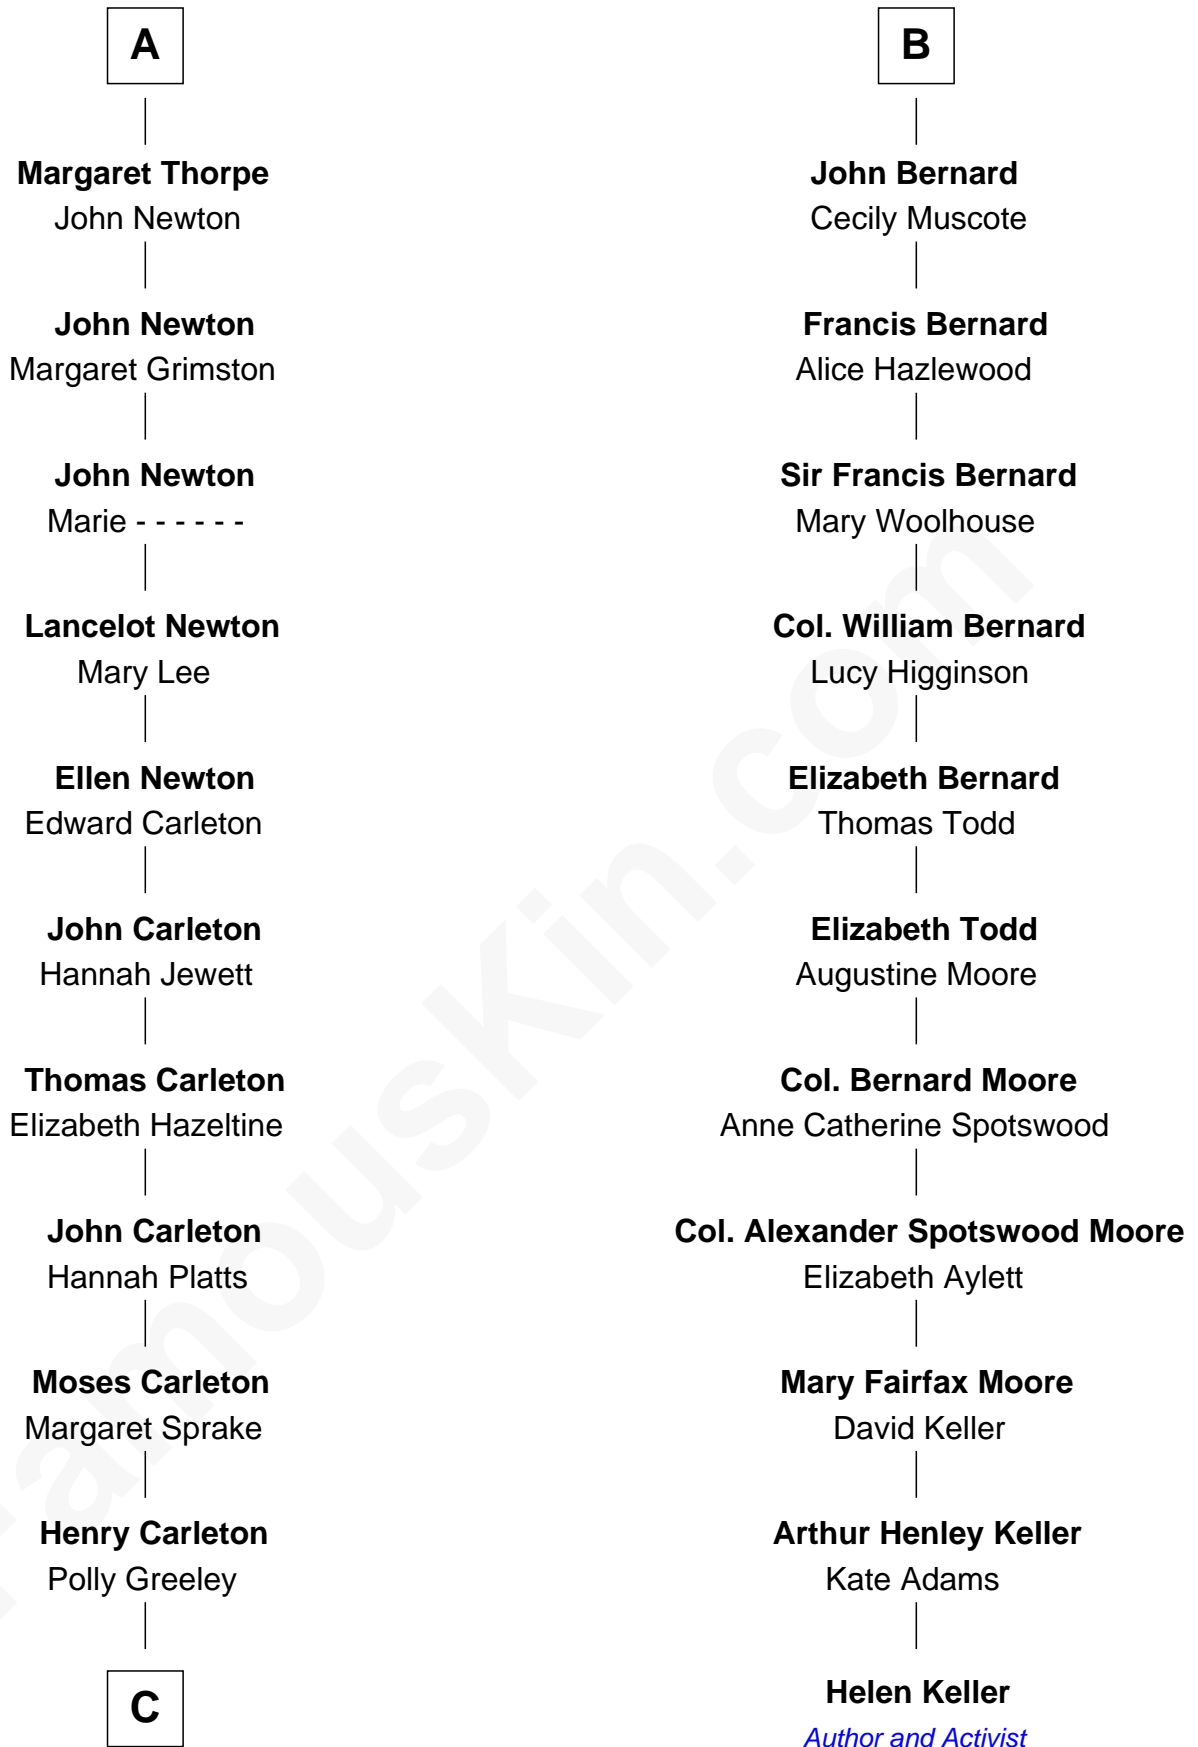 A
Margaret Thorpe
John Newton
John Newton
Margaret Grimston
John Newton
Marie - - - - - -
Lancelot Newton
Mary Lee
Ellen Newton
Edward Carleton
John Carleton
Hannah Jewett
Thomas Carleton
Elizabeth Hazeltine
John Carleton
Hannah Platts
Moses Carleton
Margaret Sprake
Henry Carleton
Polly Greeley
C
B
John Bernard
Cecily Muscote
Francis Bernard
Alice Hazlewood
Sir Francis Bernard
Mary Woolhouse
Col. William Bernard
Lucy Higginson
Elizabeth Bernard
Thomas Todd
Elizabeth Todd
Augustine Moore
Col. Bernard Moore
Anne Catherine Spotswood
Col. Alexander Spotswood Moore
Elizabeth Aylett
Mary Fairfax Moore
David Keller
Arthur Henley Keller
Kate Adams
Helen Keller
Author and Activist
FamousKin.com